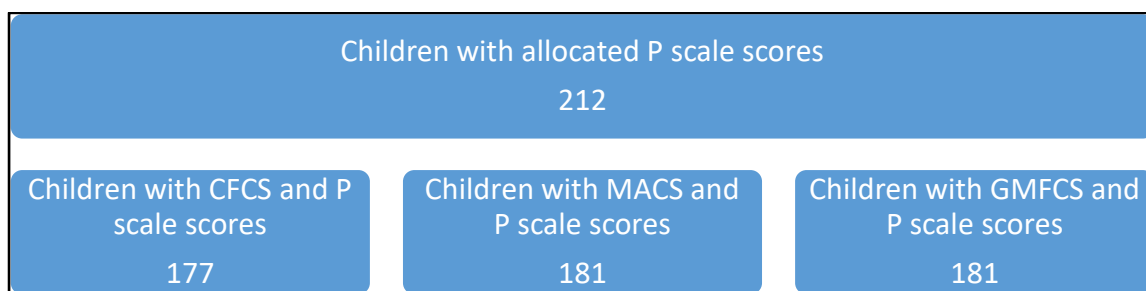 Children with allocated P scale scores
212
Children with CFCS and P
scale scores
177
Children with MACS and
P scale scores
181
Children with GMFCS and
P scale scores
181